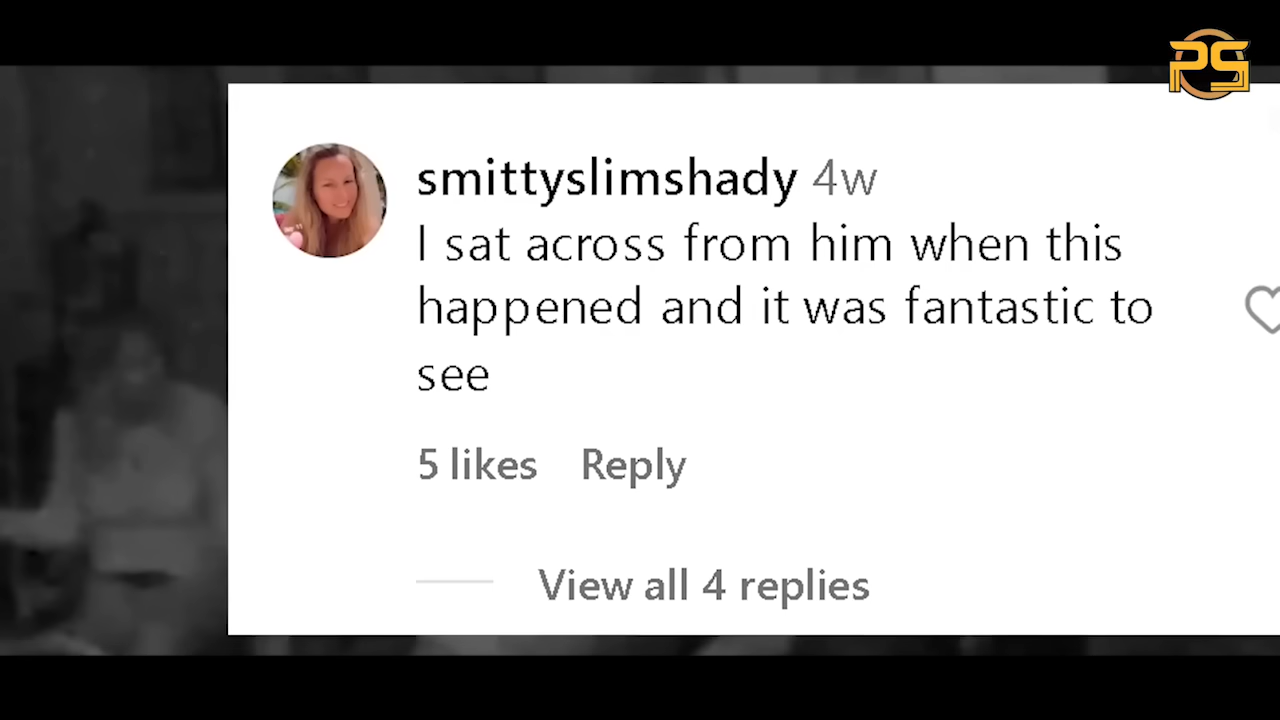 PS
smittyslimshady 4w
I sat across from him when this
happened and it was fantastic to
see
5 likes Reply
View all 4 replies